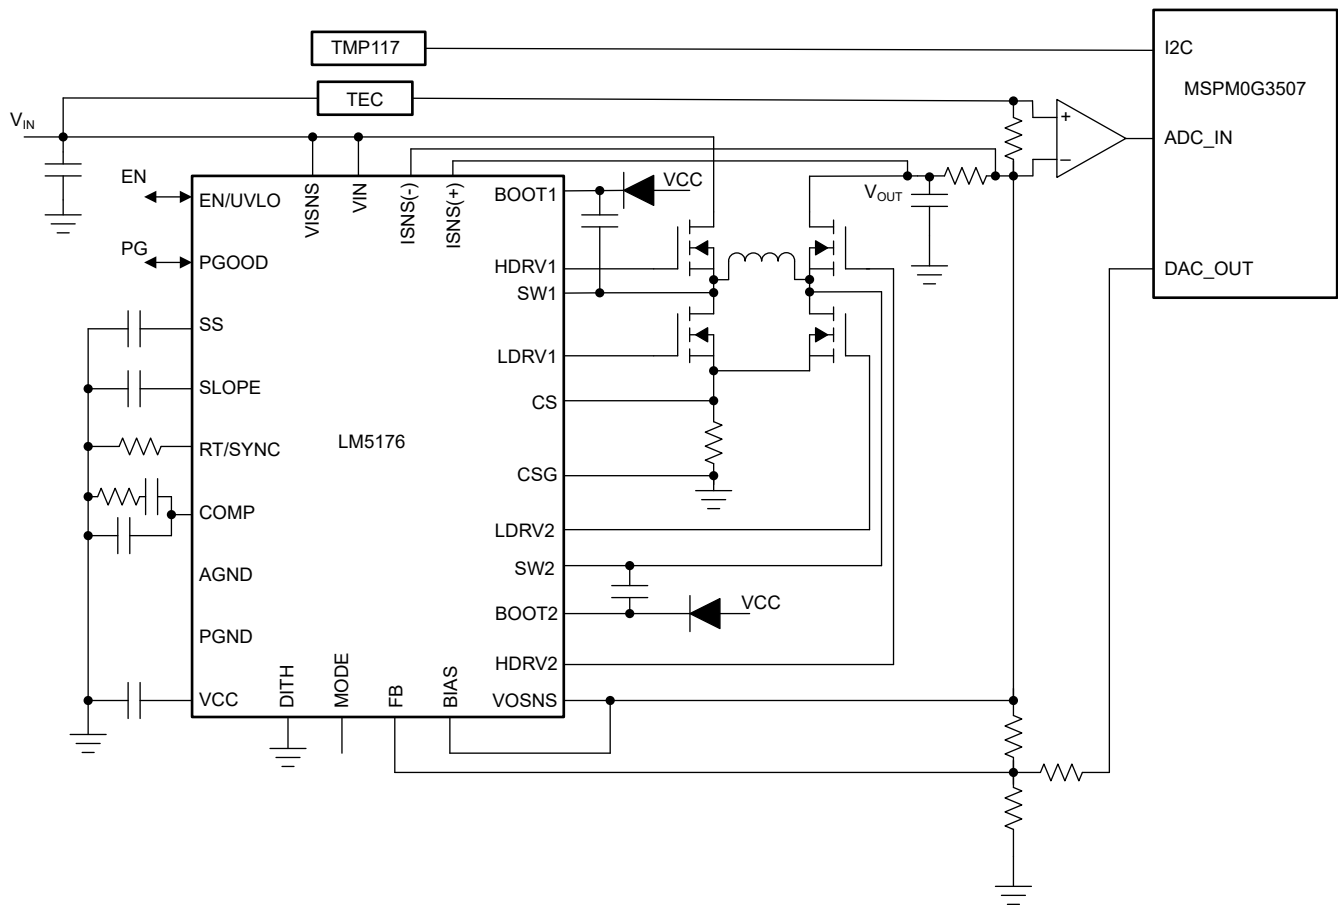 TMP117
I2C
MSPM0G3507
TEC
VIN
+
ADC_IN
−
EN
EN/UVLO
VISNS
VIN
ISNS(-)
ISNS(+)
BOOT1
VCC
VOUT
PG
PGOOD
HDRV1
DAC_OUT
SW1
SS
LDRV1
SLOPE
CS
RT/SYNC
LM5176
CSG
COMP
LDRV2
AGND
SW2
BOOT2
VCC
PGND
HDRV2
VCC
DITH
MODE
FB
BIAS
VOSNS